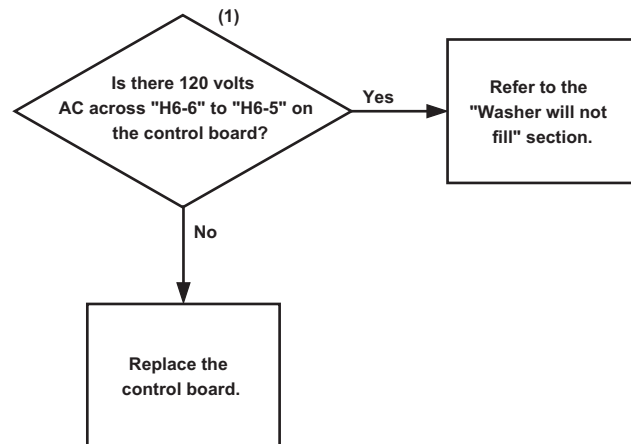 (1)
Is there 120 volts
AC across "H6-6" to "H6-5" on
the control board?
Yes
Refer to the
"Washer will not
fill" section.
No
Replace the
control board.